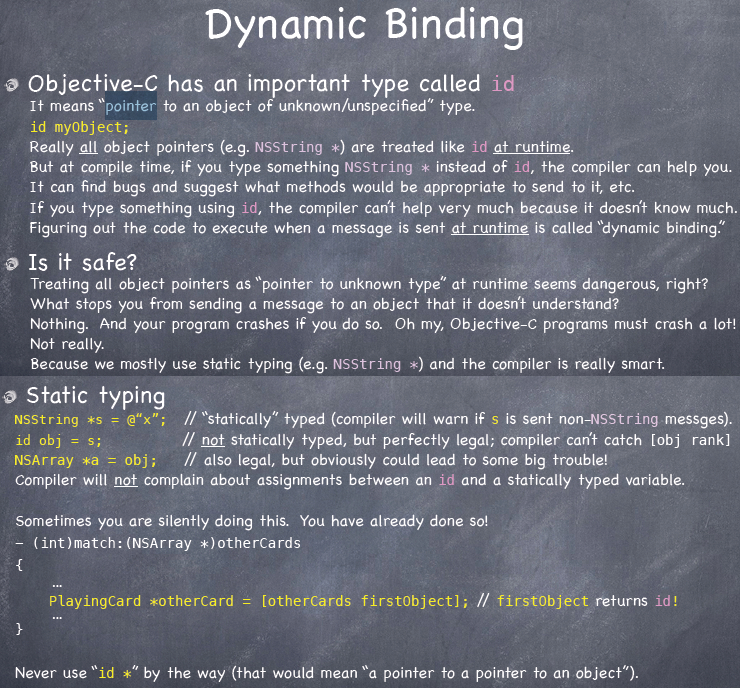 Dynamic Binding
Objective-C has an important type called id
It means “pointer to an object of unknown/unspecified” type.
id myObject;
Really all object pointers (e.g. NSString *) are treated like id at runtime.
But at compile time, if you type something NSString * instead of id, the compiler can help you.
It can find bugs and suggest what methods would be appropriate to send to it, etc.
If you type something using id, the compiler can’t help very much because it doesn’t know much.
Figuring out the code to execute when a message is sent at runtime is called “dynamic binding.”
Is it safe?
Treating all object pointers as “pointer to unknown type” at runtime seems dangerous, right?
What stops you from sending a message to an object that it doesn’t understand?
Nothing. And your program crashes if you do so. Oh my, Objective-C programs must crash a lot!
Not really.
Because we mostly use static typing (e.g. NSString *) and the compiler is really smart.
Static typing
NSString *s = @“x”; // “statically” typed (compiler will warn if s is sent non-NSString messges).
id obj = s; // not statically typed, but perfectly legal; compiler can’t catch [obj rank]
NSArray *a = obj; // also legal, but obviously could lead to some big trouble!
Compiler will not complain about assignments between an id and a statically typed variable.
Sometimes you are silently doing this. You have already done so!
- (int)match:(NSArray *)otherCards
{
...
PlayingCard *otherCard = [otherCards firstObject]; // firstObject returns id!
...
}
Never use “id *” by the way (that would mean “a pointer to a pointer to an object”).